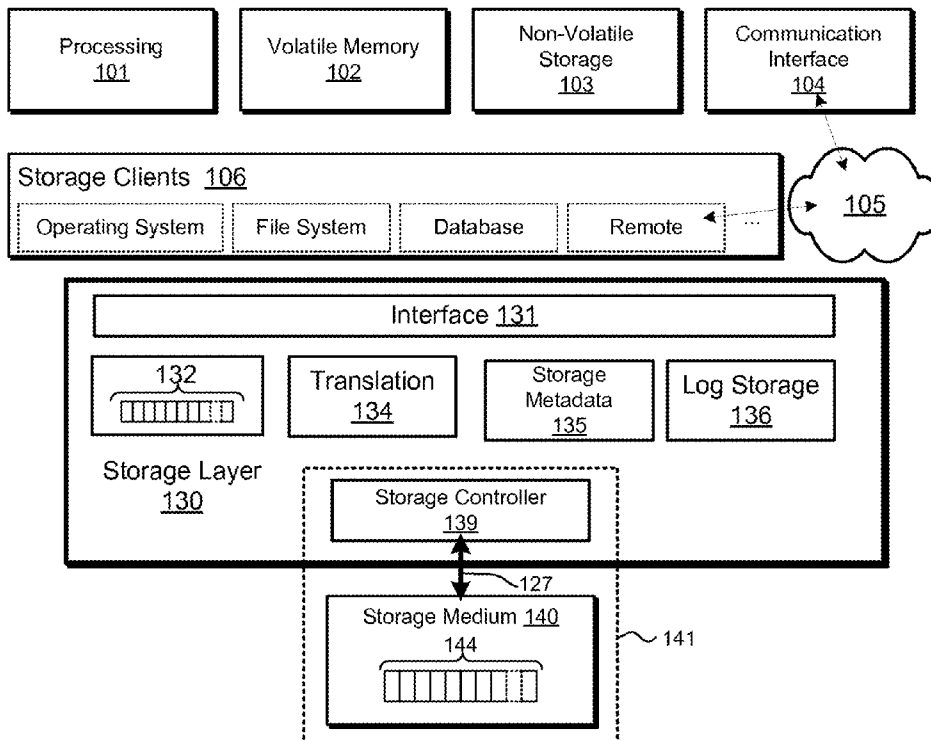 Processing
101
Volatile Memory
102
Non-Volatile
Storage
103
Communication
Interface
104
Storage Clients 106
Operating System
File System
Database
Remote
...
105
Interface 131
132
Translation
134
Storage
Metadata
135
Log Storage
136
Storage Layer
130
Storage Controller
139
127
Storage Medium 140
144
141